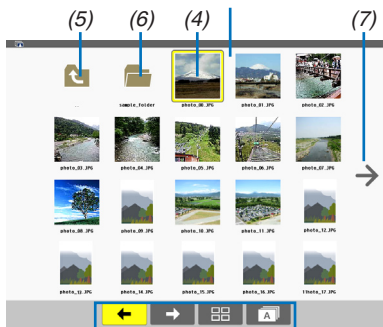 (5) (6) (4) (7)
..
sample_folder photo_00.JPG photo_01.JPG photo_02.JPG
photo_03.JPG photo_04.JPG photo_05.JPG photo_06.JPG photo_07.JPG
photo_08.JPG photo_09.JPG photo_10.JPG photo_11.JPG photo_12.JPG
photo_13.JPG photo_14.JPG photo_15.JPG photo_16.JPG photo_17.JPG
A